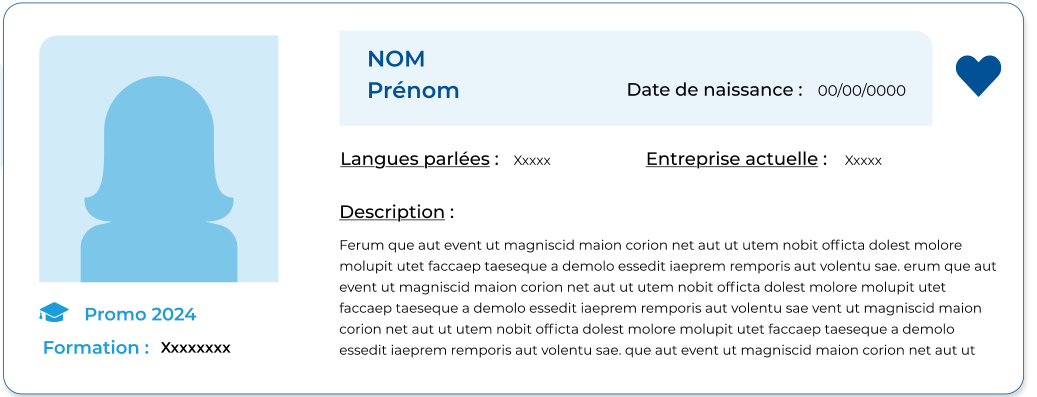 NOM
Prénom
Date de naissance : 00/00/0000
Langues parlées : Xxxxx
Entreprise actuelle : Xxxxx
Description :
Ferum que aut event ut magniscid maion corion net aut ut utem nobit officta dolest molore
molupit utet faccaep taeseque a demolo essedit iaeprem remporis aut volentu sae. erum que aut
event ut magniscid maion corion net aut ut utem nobit officta dolest molore molupit utet
faccaep taeseque a demolo essedit iaeprem remporis aut volentu sae vent ut magniscid maion
corion net aut ut utem nobit officta dolest molore molupit utet faccaep taeseque a demolo
essedit iaeprem remporis aut volentu sae. que aut event ut magniscid maion corion net aut ut
Promo 2024
Formation : Xxxxxxxx